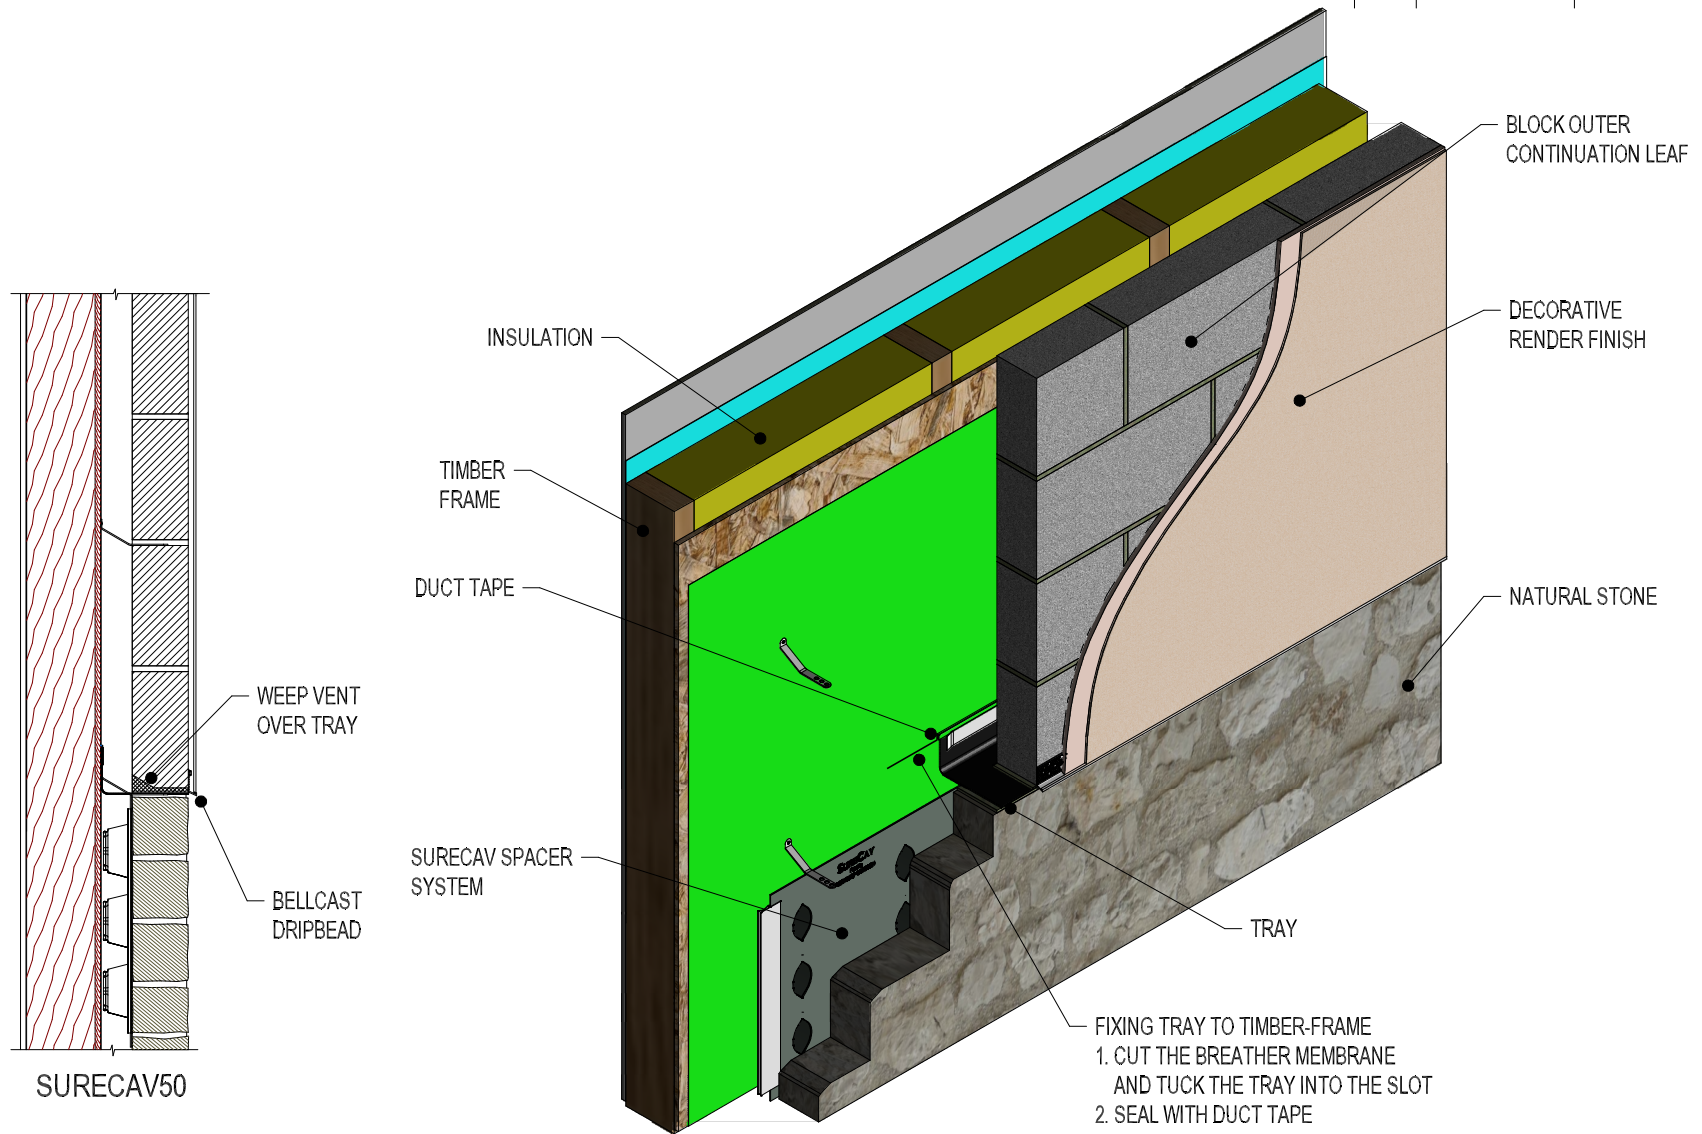 BLOCK OUTER
CONTINUATION LEAF
DECORATIVE
RENDER FINISH
INSULATION
TIMBER
FRAME
DUCT TAPE
NATURAL STONE
WEEP VENT
OVER TRAY
SURECAV SPACER
SYSTEM
SURECAV
BELLCAST
DRIPBEAD
TRAY
FIXING TRAY TO TIMBER-FRAME
1. CUT THE BREATHER MEMBRANE
AND TUCK THE TRAY INTO THE SLOT
2. SEAL WITH DUCT TAPE
SURECAV50